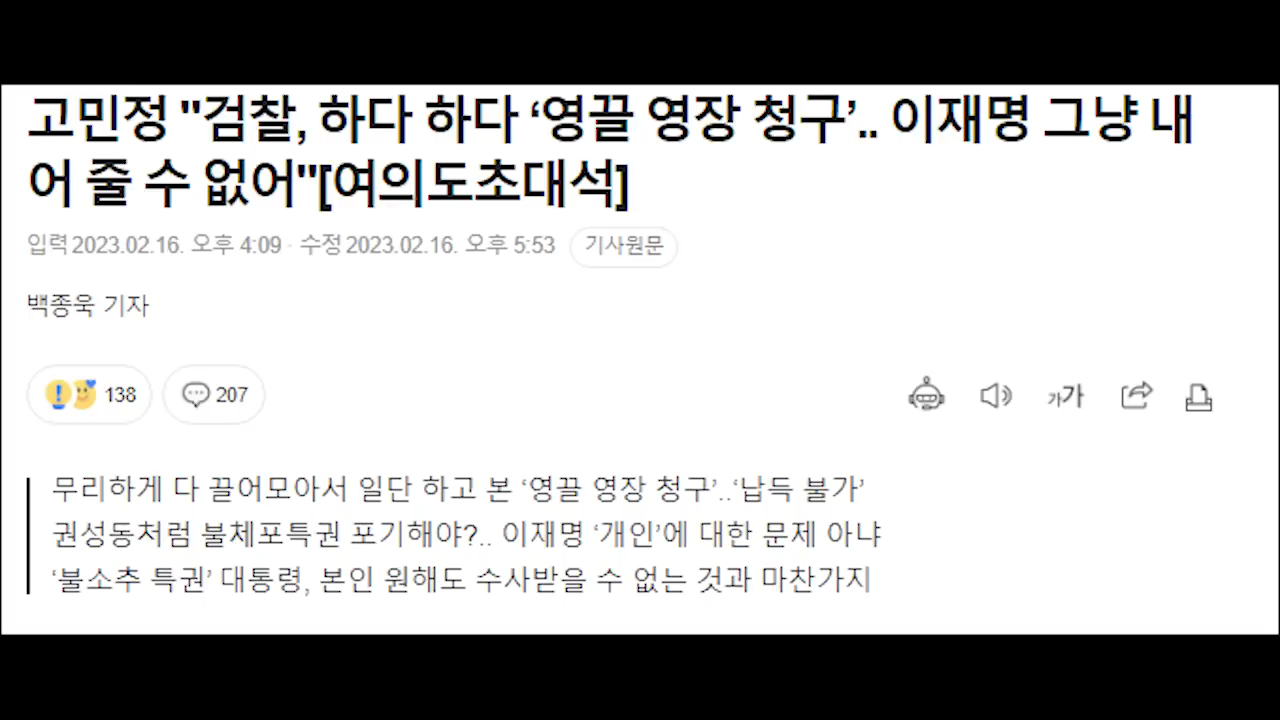 고민정 "검찰, 하다 하다 ‘영끌 영장 청구’.. 이재명 그냥 내
어 줄 수 없어"[여의도초대석]
입력 2023.02.16. 오후 4:09 · 수정 2023.02.16. 오후 5:53 기사원문
백종욱 기자
138 207 가가
무리하게 다 끌어모아서 일단 하고 본 ‘영끌 영장 청구’..‘납득 불가’
권성동처럼 불체포특권 포기해야?.. 이재명 ‘개인’에 대한 문제 아냐
‘불소추 특권’ 대통령, 본인 원해도 수사받을 수 없는 것과 마찬가지